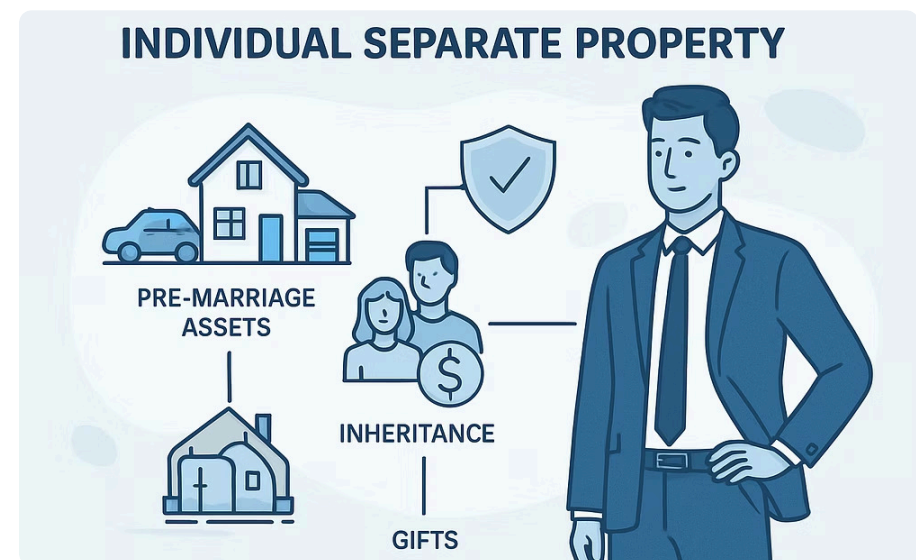 INDIVIDUAL SEPARATE PROPERTY
PRE-MARRIAGE
ASSETS
$
INHERITANCE
GIFTS